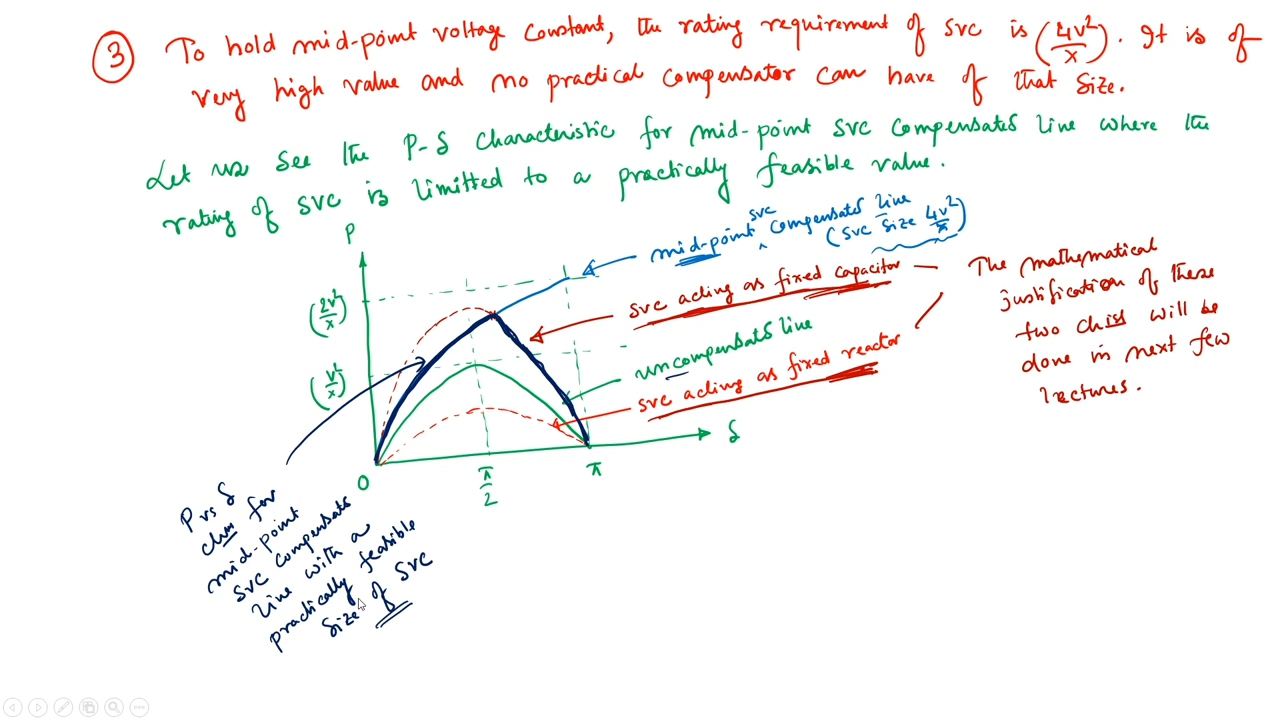 3 To hold mid-point voltage constant, the rating requirement of SVC is (4V²/X). It is of
very high value and no practical compensator can have of that size.
Let us see the P-δ characteristic for mid-point SVC compensated line where the
rating of SVC is limitted to a practically feasible value.
P
mid-point svc compensated line
(SVC size 4V²/X)
SVC acting as fixed capacitor
The mathematical
justification of these
two chss will be
done in next few
lectures.
(2V²/X)
uncompensated line
(V²/X)
SVC acting as fixed reactor
δ
0
π/2
π
P vs δ
chss for
mid-point
SVC compensated
line with a
practically feasible
size of SVC